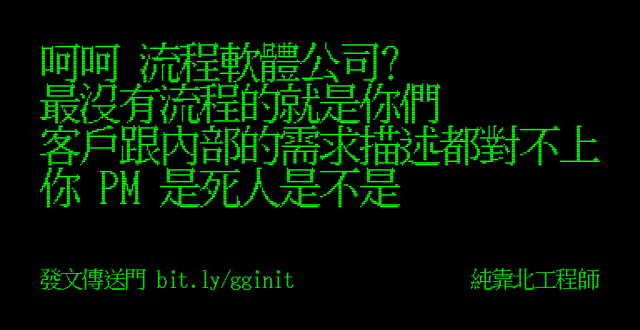 呵呵 流程軟體公司?
最沒有流程的就是你們
客戶跟內部的需求描述都對不上
你 PM 是死人是不是
發文傳送門 bit.ly/gginit
純靠北工程師